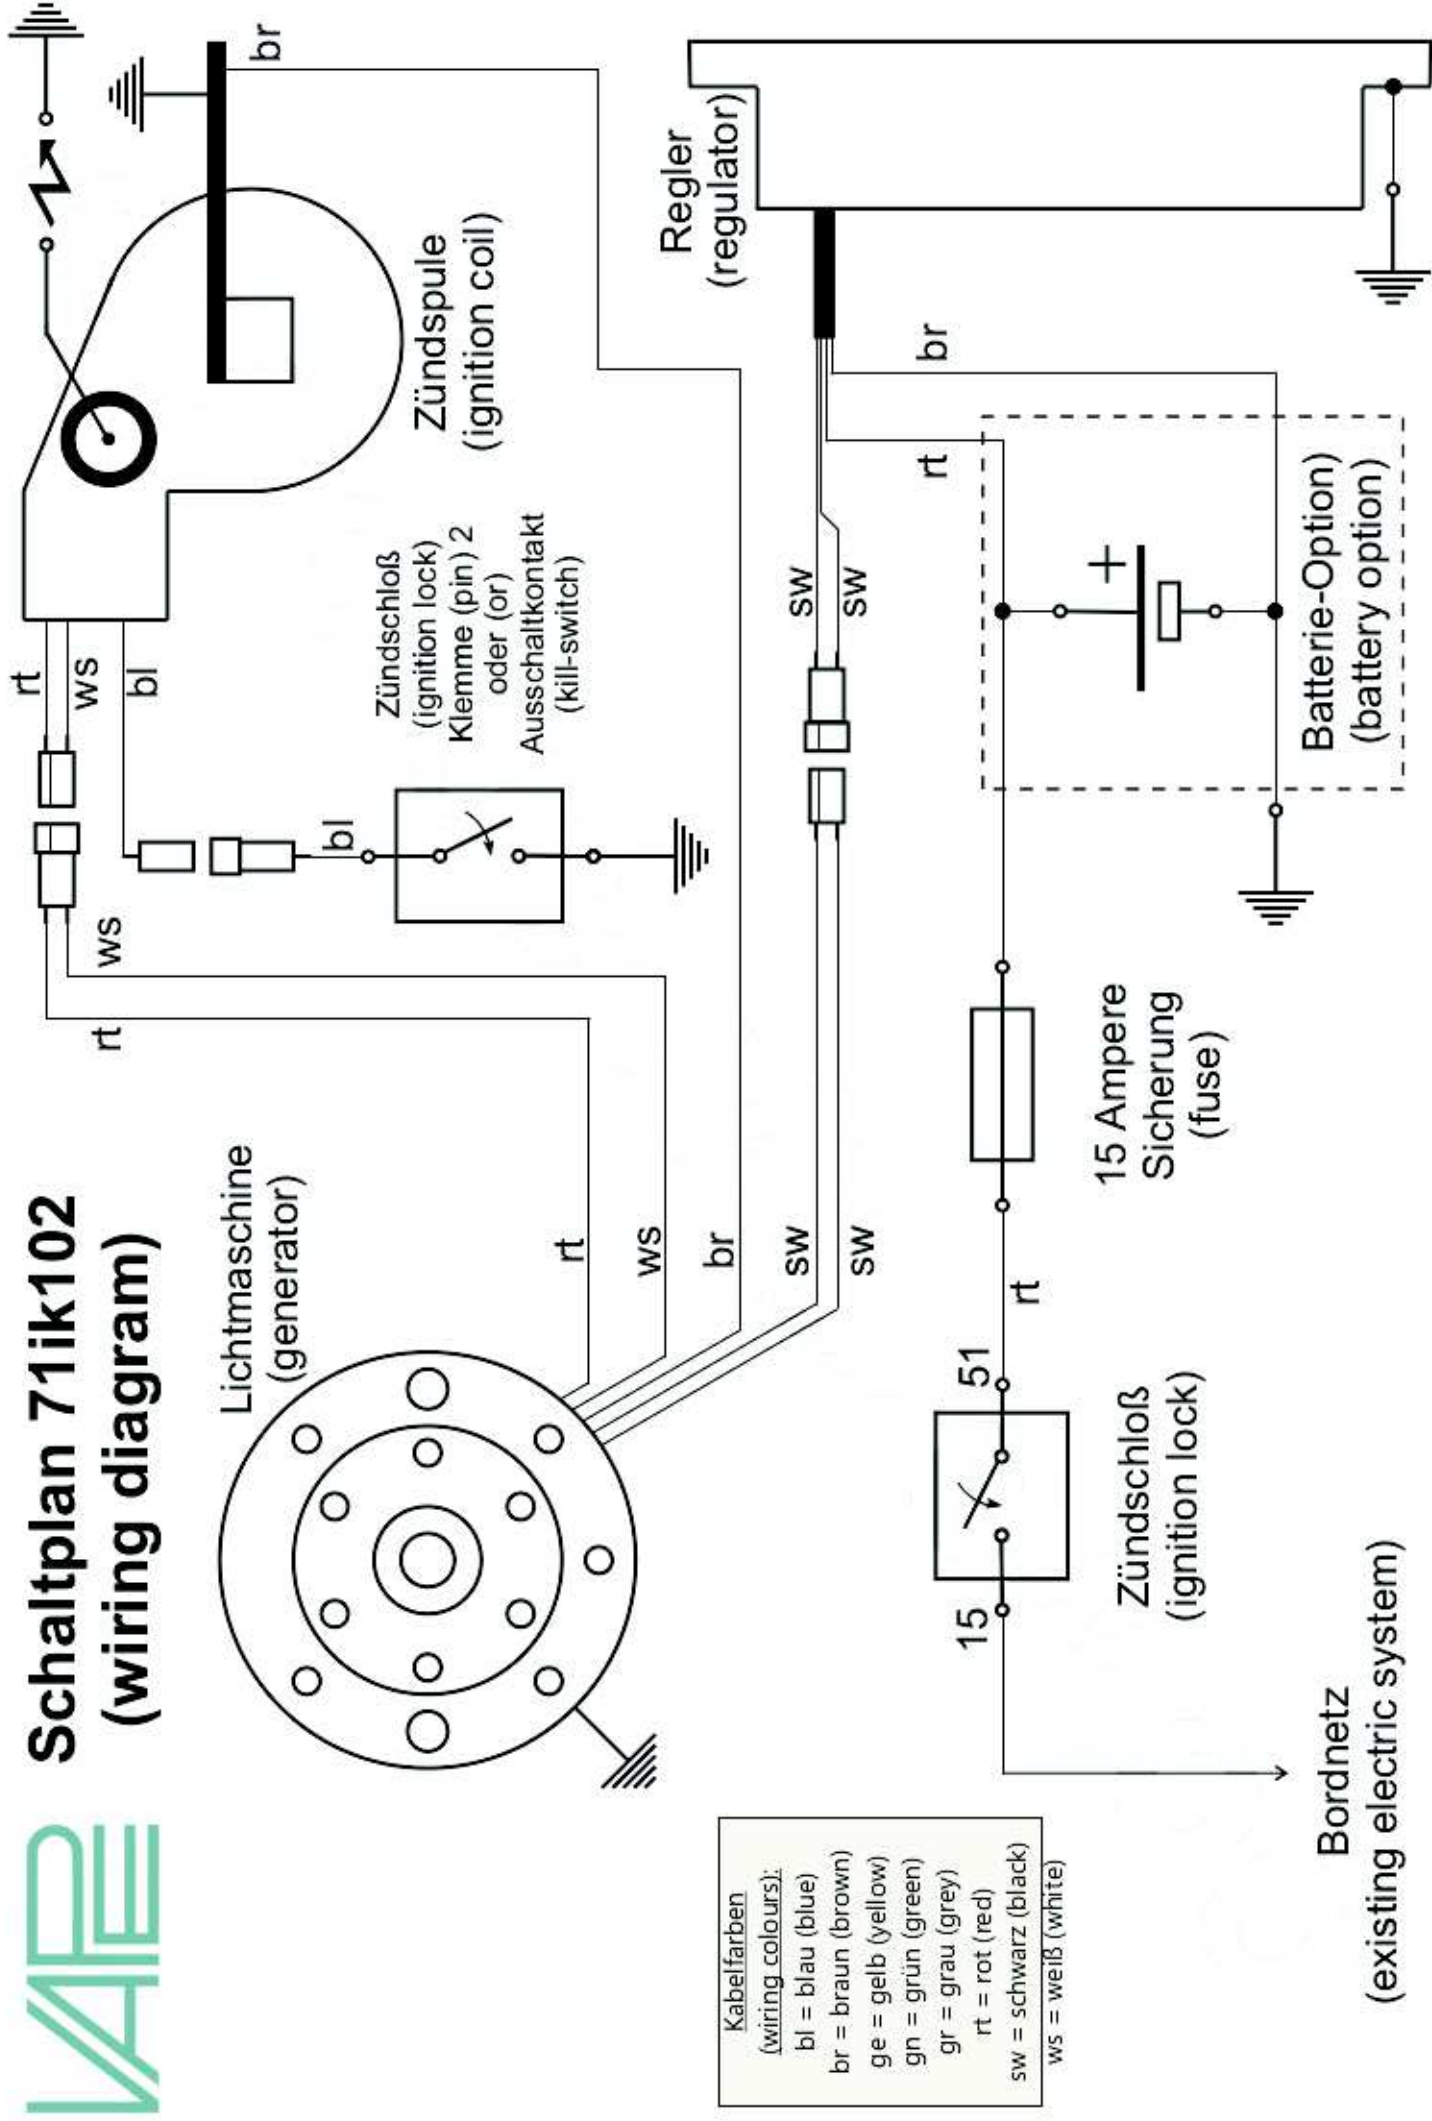 VAPE
Schaltplan 71ik102
(wiring diagram)
Lichtmaschine
(generator)
rt
ws
br
sw
sw
rt
ws
rt
ws
bl
bl
Zündschloß
(ignition lock)
Klemme (pin) 2
oder (or)
Ausschaltkontakt
(kill-switch)
Zündspule
(ignition coil)
br
Regler
(regulator)
sw
sw
rt
br
+
Batterie-Option)
(battery option)
15 Ampere
Sicherung
(fuse)
rt
51
15
Zündschloß
(ignition lock)
Bordnetz
(existing electric system)
Kabelfarben
(wiring colours):
bl = blau (blue)
br = braun (brown)
ge = gelb (yellow)
gn = grün (green)
gr = grau (grey)
rt = rot (red)
sw = schwarz (black)
ws = weiß (white)